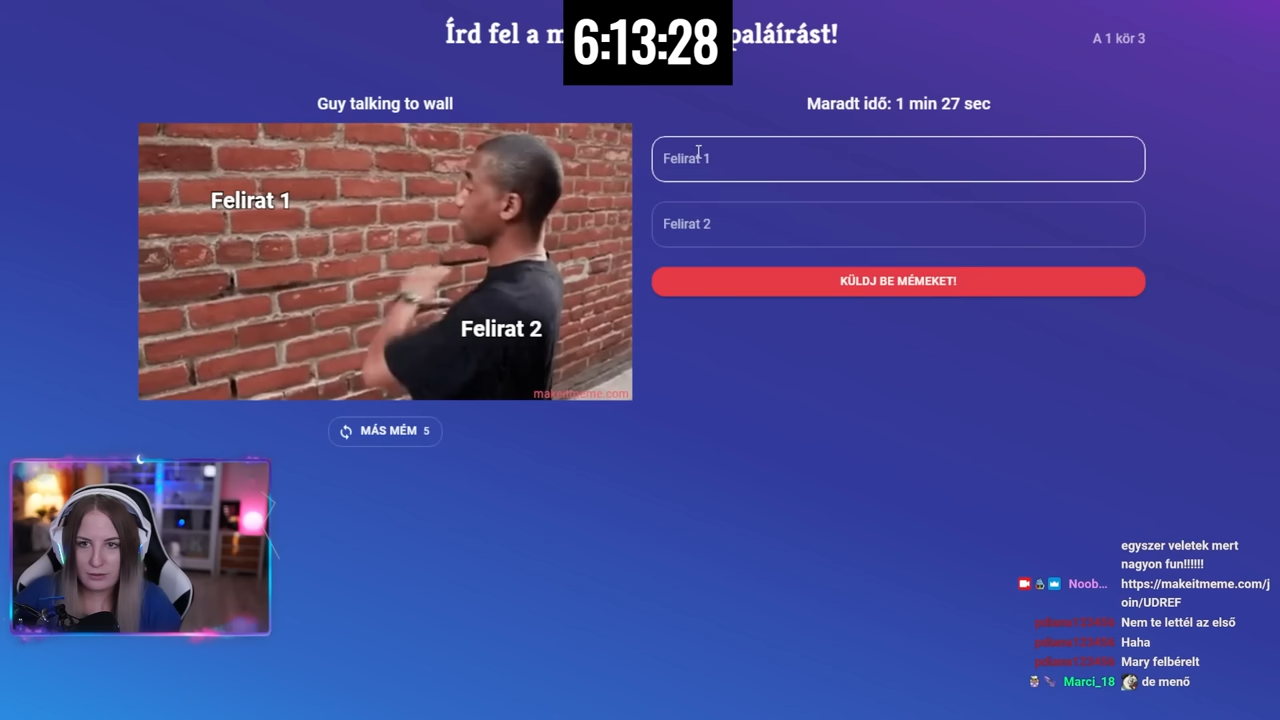 Írd fel a m
paláírást!
6:13:28
A 1 kör 3
Guy talking to wall
Maradt idő: 1 min 27 sec
Felirat 1
Felirat 2
makeitmeme.com
Felirat 1
Felirat 2
KÜLDJ BE MÉMEKET!
MÁS MÉM 5
egyszer veletek mert
nagyon fun!!!!!!
Noob... https://makeitmeme.com/j
oin/UDREF
Nem te lettél az első
Haha
Mary felbérelt
Marci_18 de menő